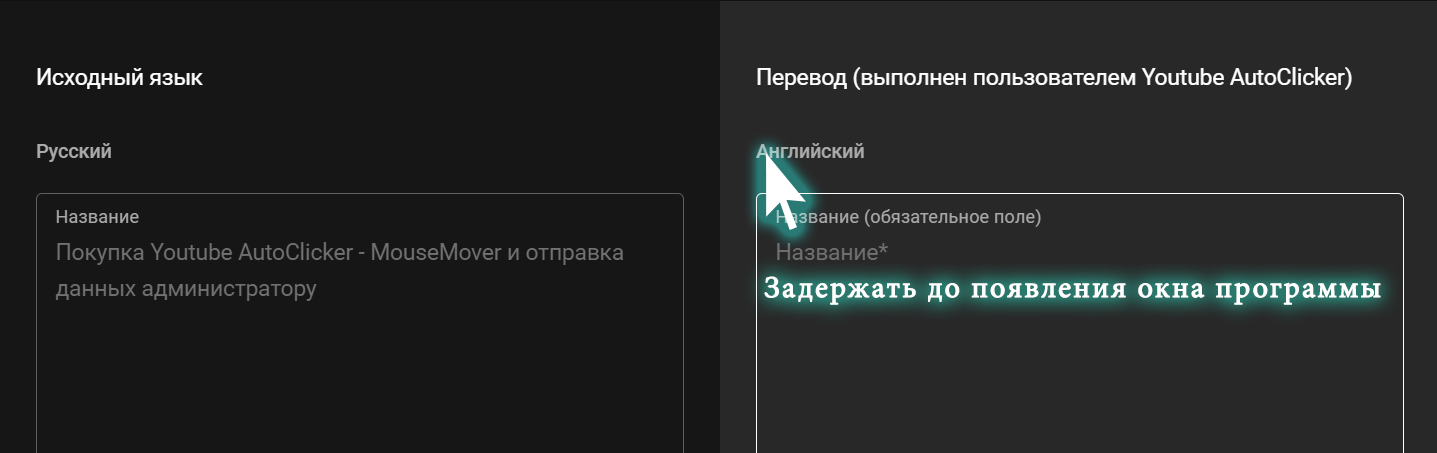 Исходный язык
Русский
Название
Покупка Youtube AutoClicker - MouseMover и отправка
данных администратору
Перевод (выполнен пользователем Youtube AutoClicker)
Английский
Название (обязательное поле)
Название*
Задержать до появления окна программы